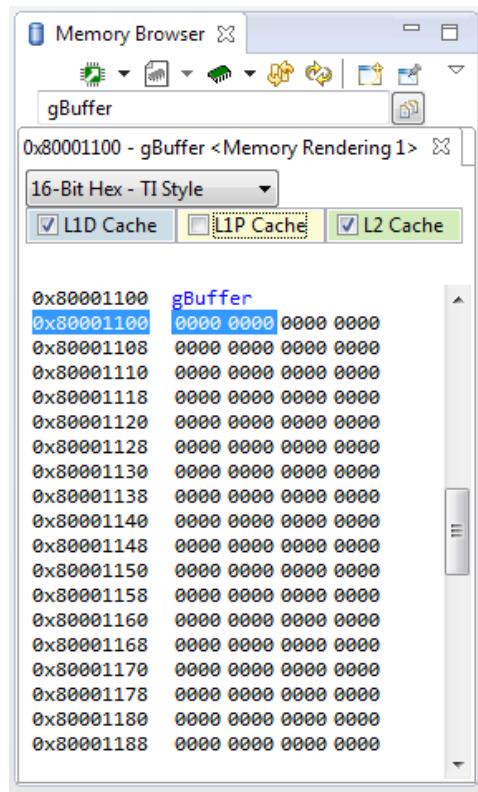 Memory Browser
gBuffer
0x80001100 - gBuffer <Memory Rendering 1>
16-Bit Hex - TI Style
L1D Cache L1P Cache L2 Cache
0x80001100 gBuffer
0x80001100 0000 0000 0000 0000
0x80001108 0000 0000 0000 0000
0x80001110 0000 0000 0000 0000
0x80001118 0000 0000 0000 0000
0x80001120 0000 0000 0000 0000
0x80001128 0000 0000 0000 0000
0x80001130 0000 0000 0000 0000
0x80001138 0000 0000 0000 0000
0x80001140 0000 0000 0000 0000
0x80001148 0000 0000 0000 0000
0x80001150 0000 0000 0000 0000
0x80001158 0000 0000 0000 0000
0x80001160 0000 0000 0000 0000
0x80001168 0000 0000 0000 0000
0x80001170 0000 0000 0000 0000
0x80001178 0000 0000 0000 0000
0x80001180 0000 0000 0000 0000
0x80001188 0000 0000 0000 0000